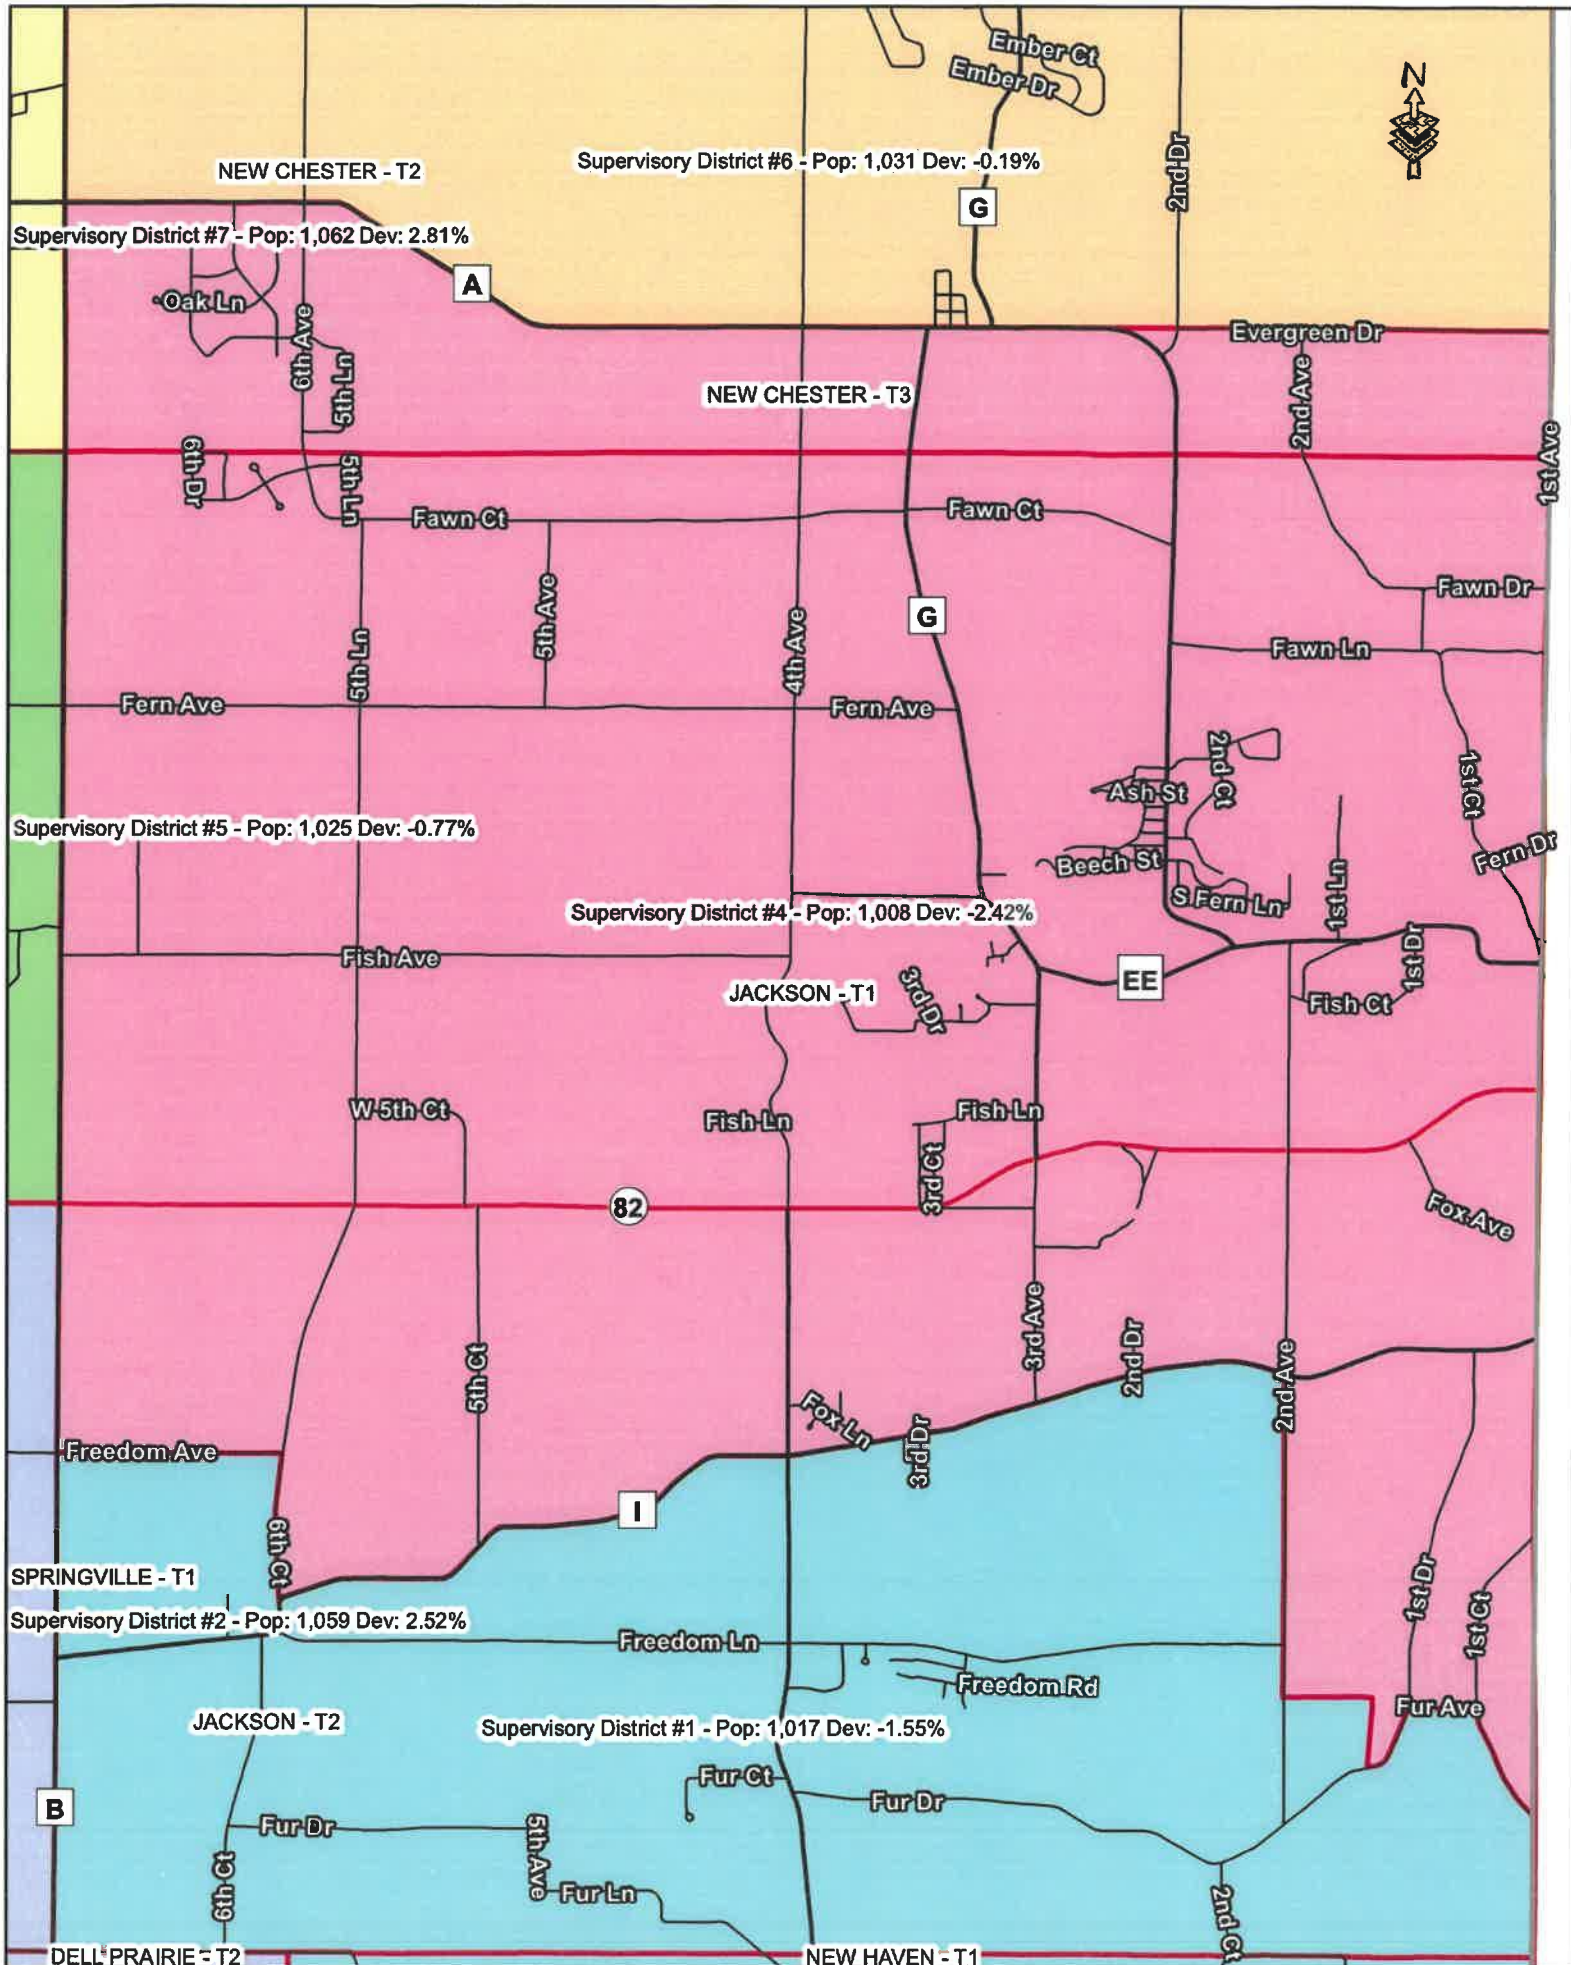 Ember Ct
Ember Dr
N
2nd Dr
NEW CHESTER - T2
Supervisory District #6 - Pop: 1,031 Dev: -0.19%
G
Supervisory District #7 - Pop: 1,062 Dev: 2.81%
A
Oak Ln
6th Ave
5th Ln
Evergreen Dr
2nd Ave
NEW CHESTER - T3
1st Ave
6th Dr
5th Ln
Fawn Ct
Fawn Ct
5th Ave
Fawn Dr
G
4th Ave
5th Ln
Fawn Ln
Fern Ave
Fern Ave
2nd Ct
1st Ct
Ash St
Supervisory District #5 - Pop: 1,025 Dev: -0.77%
Fern Dr
Beech St
S Fern Ln
1st Ln
Supervisory District #4 - Pop: 1,008 Dev: -2.42%
Fish Ave
1st Dr
EE
JACKSON - T1
3rd Dr
Fish Ct
W 5th Ct
Fish Ln
Fish Ln
3rd Ct
82
Fox Ave
3rd Ave
2nd Dr
5th Ct
2nd Ave
Fox Ln
3rd Dr
Freedom Ave
I
6th Ct
SPRINGVILLE - T1
1st Dr
1st Ct
Supervisory District #2 - Pop: 1,059 Dev: 2.52%
Freedom Ln
Freedom Rd
Fur Ave
JACKSON - T2
Supervisory District #1 - Pop: 1,017 Dev: -1.55%
Fur Ct
B
Fur Dr
Fur Dr
5th Ave
6th Ct
Fur Ln
2nd Ct
DELL PRAIRIE - T2
NEW HAVEN - T1